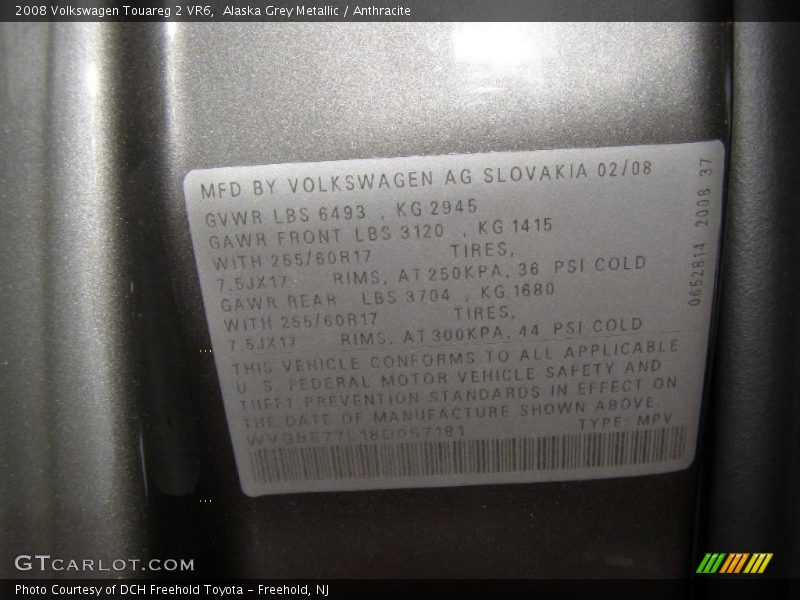 2008 Volkswagen Touareg 2 VR6,  Alaska Grey Metallic / Anthracite
MFD BY VOLKSWAGEN AG SLOVAKIA 02/08
GVWR LBS 6493 , KG 2945
GAWR FRONT LBS 3120 , KG 1415
WITH 255/60R17 TIRES,
7,5JX17 RIMS, AT 250KPA, 36 PSI COLD
GAWR REAR LBS 3704 , KG 1680
WITH 255/60R17 TIRES,
7,5JX17 RIMS, AT 300KPA, 44 PSI COLD
THIS VEHICLE CONFORMS TO ALL APPLICABLE
U. S. FEDERAL MOTOR VEHICLE SAFETY AND
THEFT PREVENTION STANDARDS IN EFFECT ON
THE DATE OF MANUFACTURE SHOWN ABOVE.
TYPE: MPV
0652814 2008 37
GTCARLOT.COM
Photo Courtesy of DCH Freehold Toyota - Freehold, NJ